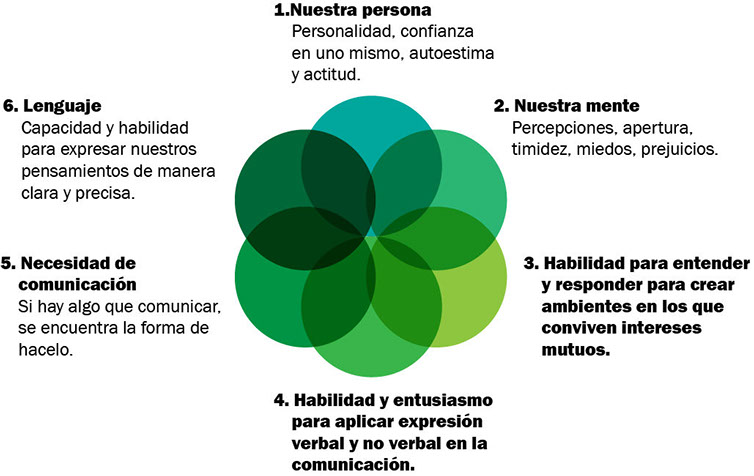 1.Nuestra persona
Personalidad, confianza
en uno mismo, autoestima
y actitud.
2. Nuestra mente
Percepciones, apertura,
timidez, miedos, prejuicios.
3. Habilidad para entender
y responder para crear
ambientes en los que
conviven intereses
mutuos.
4. Habilidad y entusiasmo
para aplicar expresión
verbal y no verbal en la
comunicación.
5. Necesidad de
comunicación
Si hay algo que comunicar,
se encuentra la forma de
hacelo.
6. Lenguaje
Capacidad y habilidad
para expresar nuestros
pensamientos de manera
clara y precisa.